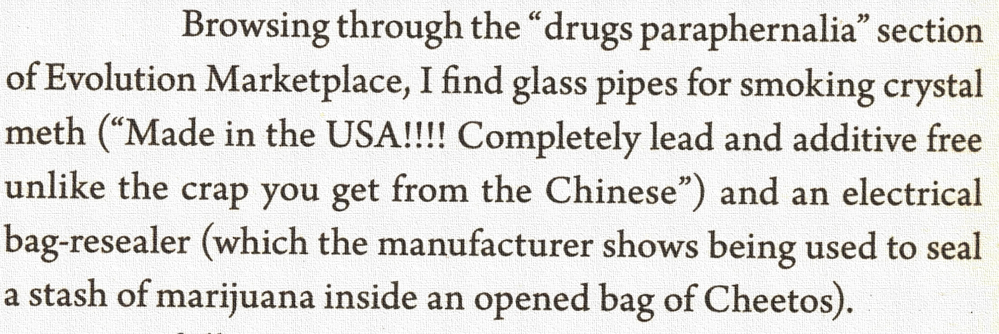 Browsing through the “drugs paraphernalia” section
of Evolution Marketplace, I find glass pipes for smoking crystal
meth (“Made in the USA!!!! Completely lead and additive free
unlike the crap you get from the Chinese”) and an electrical
bag-resealer (which the manufacturer shows being used to seal
a stash of marijuana inside an opened bag of Cheetos).